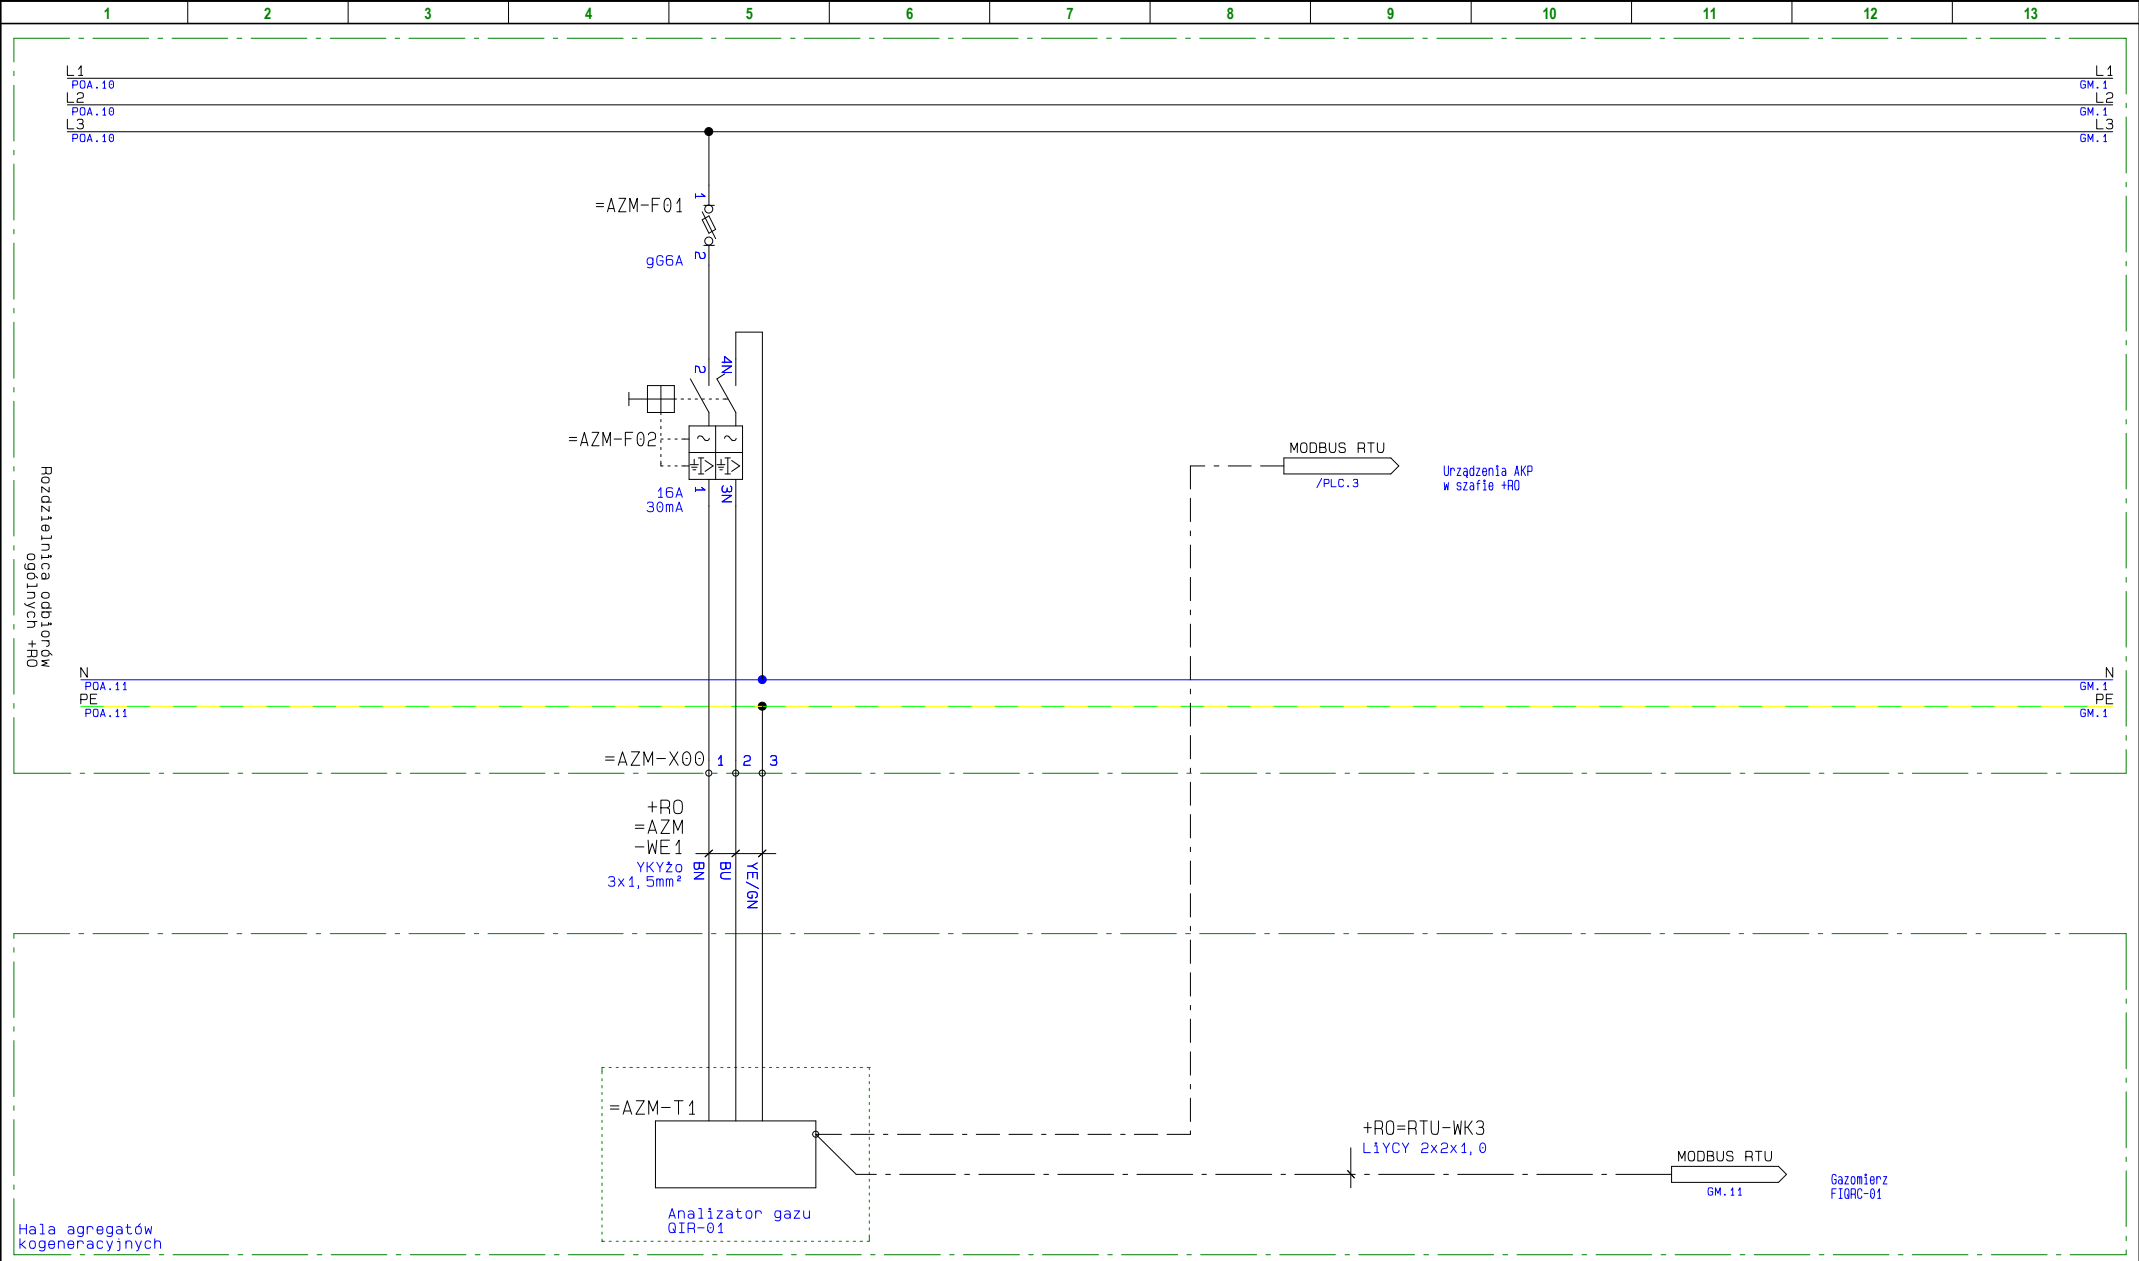 1 2 3 4 5 6 7 8 9 10 11 12 13
L1
POA.10
L2
POA.10
L3
POA.10
L1
GM.1
L2
GM.1
L3
GM.1
=AZM-F01
1
2
gG6A
2
4N
=AZM-F02
16A
30mA
1
3N
MODBUS RTU
/PLC.3
Urządzenia AKP
w szafie +RO
Rozdzielnica odbiorów
ogólnych +RO
N
POA.11
PE
POA.11
N
GM.1
PE
GM.1
=AZM-X00 1 2 3
+RO
=AZM
-WE1
YKYżo
3x1,5mm²
BN
BU
YE/GN
=AZM-T1
Analizator gazu
QIR-01
+RO=RTU-WK3
LiYCY 2x2x1,0
MODBUS RTU
GM.11
Gazomierz
FIQRC-01
Hala agregatów
kogeneracyjnych